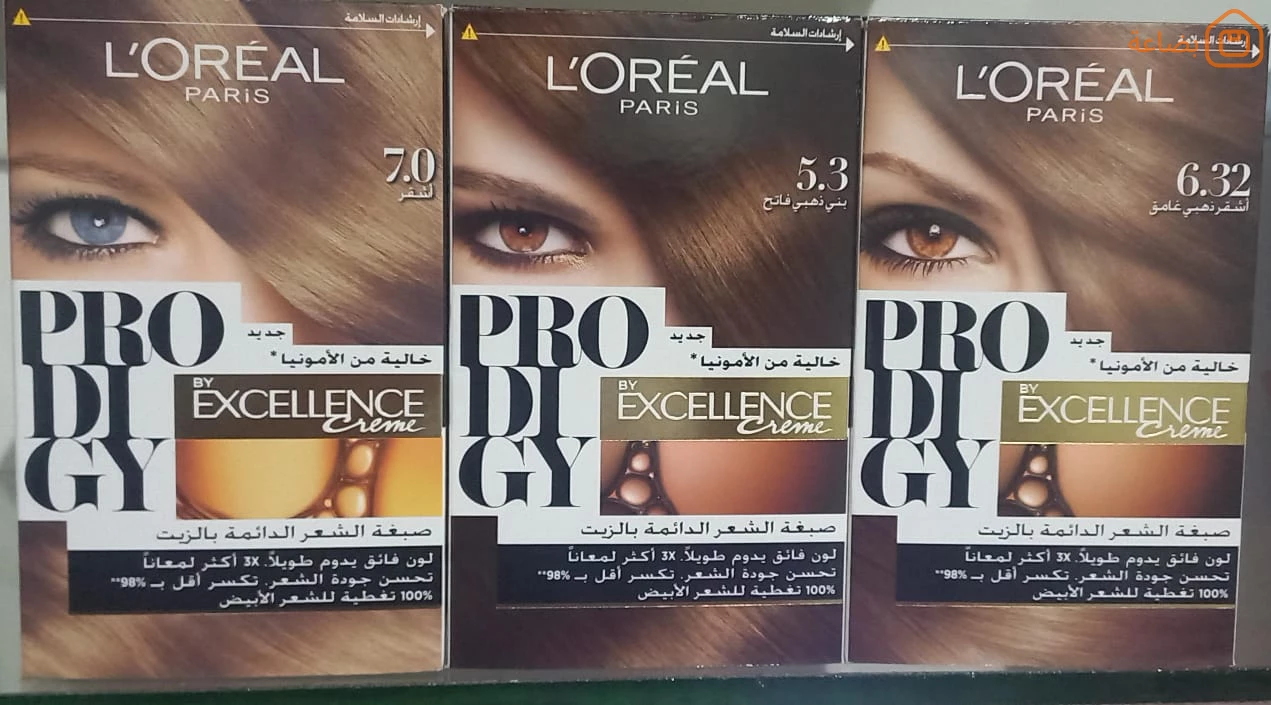 إرشادات السلامة
L'ORÉAL
PARiS
7.0
أشقر
PRO
DI
GY
جديد
خالية من الأمونيا*
BY
EXCELLENCE
Creme
صبغة الشعر الدائمة بالزيت
لون فائق يدوم طويلاً. 3X أكثر لمعاناً
تحسن جودة الشعر. تكسر أقل بـ 98%**
100% تغطية للشعر الأبيض
إرشادات السلامة
L'ORÉAL
PARiS
5.3
بني ذهبي فاتح
PRO
DI
GY
جديد
خالية من الأمونيا*
BY
EXCELLENCE
Creme
صبغة الشعر الدائمة بالزيت
لون فائق يدوم طويلاً. 3X أكثر لمعاناً
تحسن جودة الشعر. تكسر أقل بـ 98%**
100% تغطية للشعر الأبيض
إرشادات السلامة
بضاعة
L'ORÉAL
PARiS
6.32
أشقر ذهبي غامق
PRO
DI
GY
جديد
خالية من الأمونيا*
BY
EXCELLENCE
Creme
صبغة الشعر الدائمة بالزيت
لون فائق يدوم طويلاً. 3X أكثر لمعاناً
تحسن جودة الشعر. تكسر أقل بـ 98%**
100% تغطية للشعر الأبيض